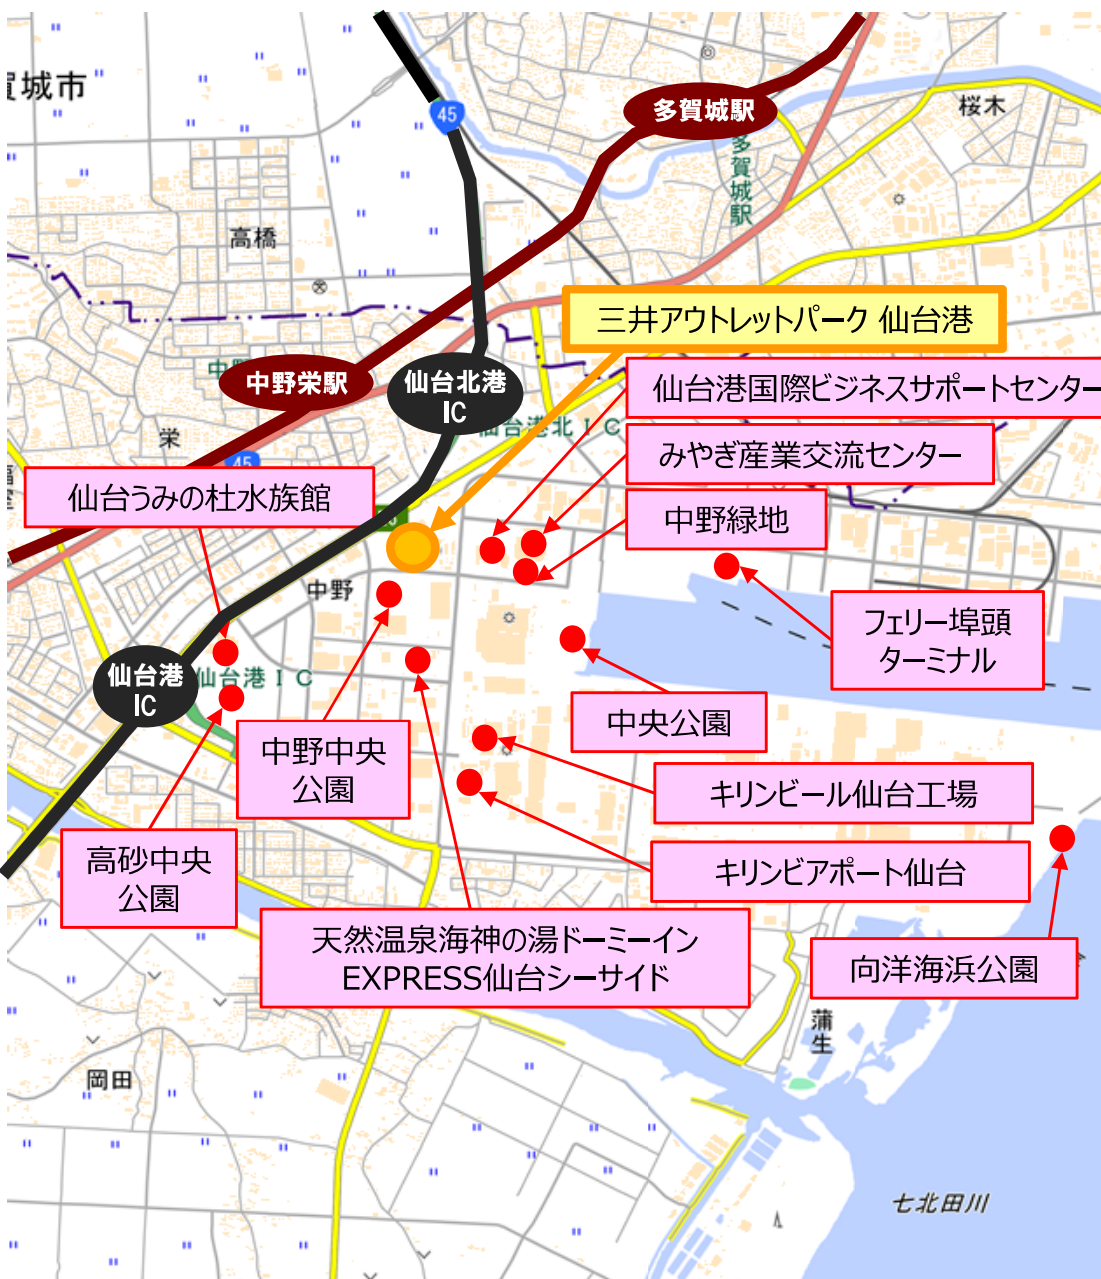 賀城市
45
多賀城駅
桜木
多賀城駅
高橋
三井アウトレットパーク 仙台港
中野栄駅
仙台北港
IC
仙台港国際ビジネスサポートセンター
仙台港北IC
栄
みやぎ産業交流センター
45
仙台うみの杜水族館
中野緑地
中野
フェリー埠頭
ターミナル
仙台港
IC
仙台港IC
中央公園
中野中央
公園
キリンビール仙台工場
高砂中央
公園
キリンビアポート仙台
天然温泉海神の湯ドーミーイン
EXPRESS仙台シーサイド
向洋海浜公園
蒲生
岡田
七北田川